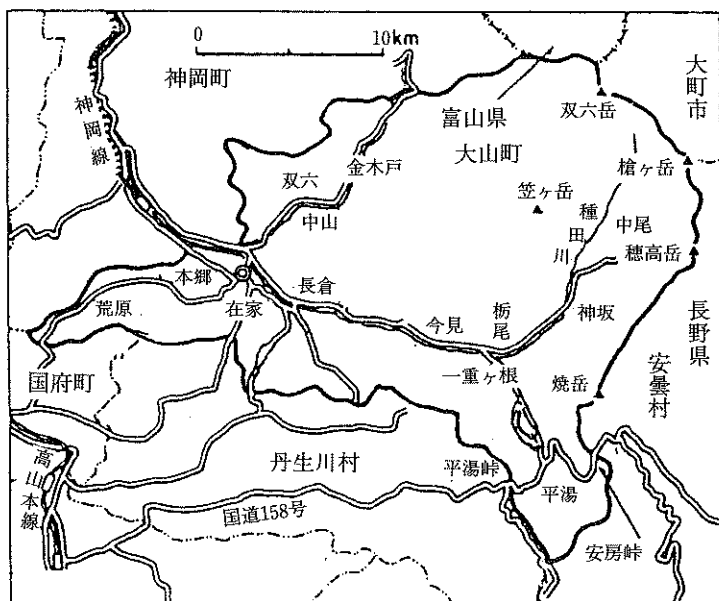 0 10km
神岡町
大町市
神岡線
富山県
大山町
双六岳
双六
金木戸
槍ヶ岳
笠ヶ岳
種田川
中尾
中山
穂高岳
本郷
長倉
荒原
在家
今見
栃尾
神坂
長野県
安曇村
国府町
一重ヶ根
焼岳
高山本線
丹生川村
平湯峠
平湯
国道158号
安房峠